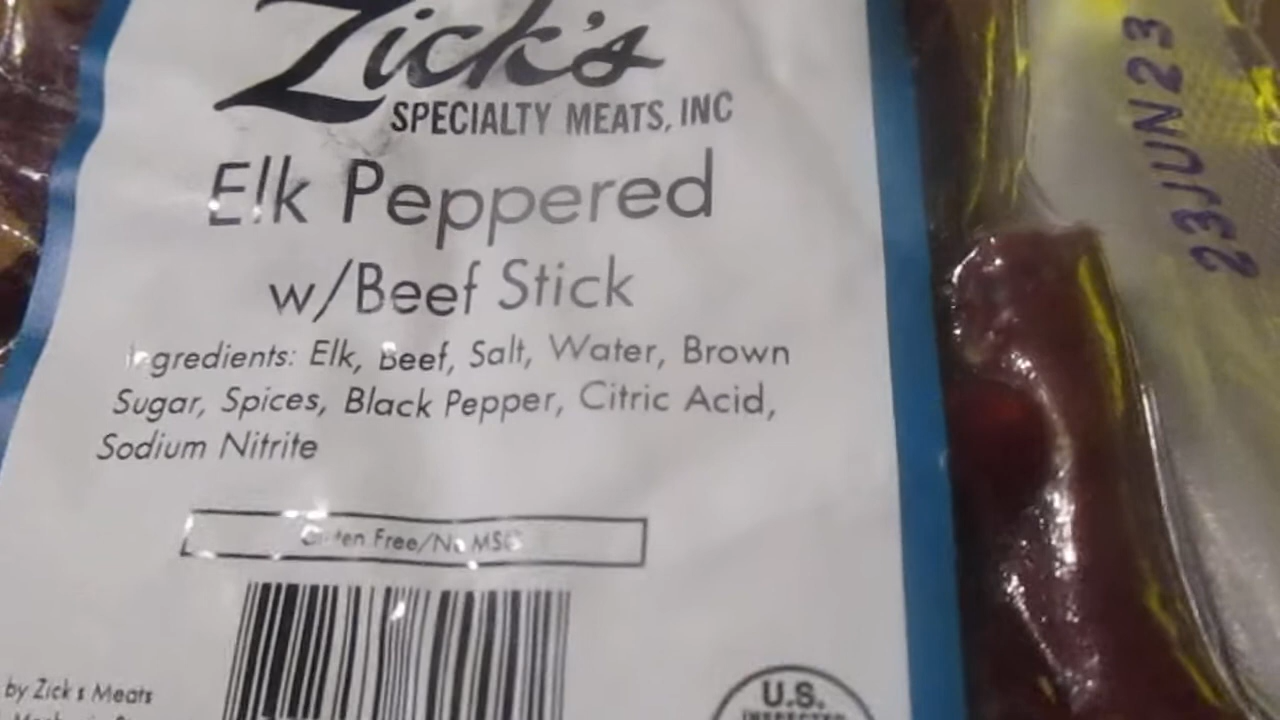 Zick's
SPECIALTY MEATS, INC
Elk Peppered
w/Beef Stick
Ingredients: Elk, Beef, Salt, Water, Brown
Sugar, Spices, Black Pepper, Citric Acid,
Sodium Nitrite
Gluten Free/No MSG
by Zick's Meats
U.S.
INSPECTED
23JUN23